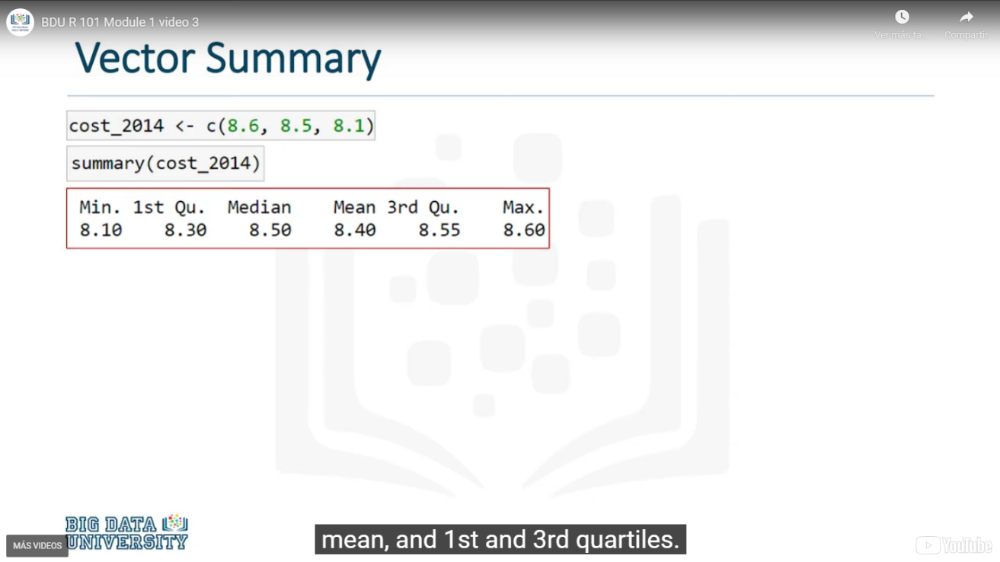 BDU R 101 Module 1 video 3
Ver más ta...
Compartir
Vector Summary
cost_2014 <- c(8.6, 8.5, 8.1)
summary(cost_2014)
Min. 1st Qu. Median Mean 3rd Qu. Max.
8.10 8.30 8.50 8.40 8.55 8.60
BIG DATA
UNIVERSITY
MÁS VIDEOS
mean, and 1st and 3rd quartiles.
YouTube